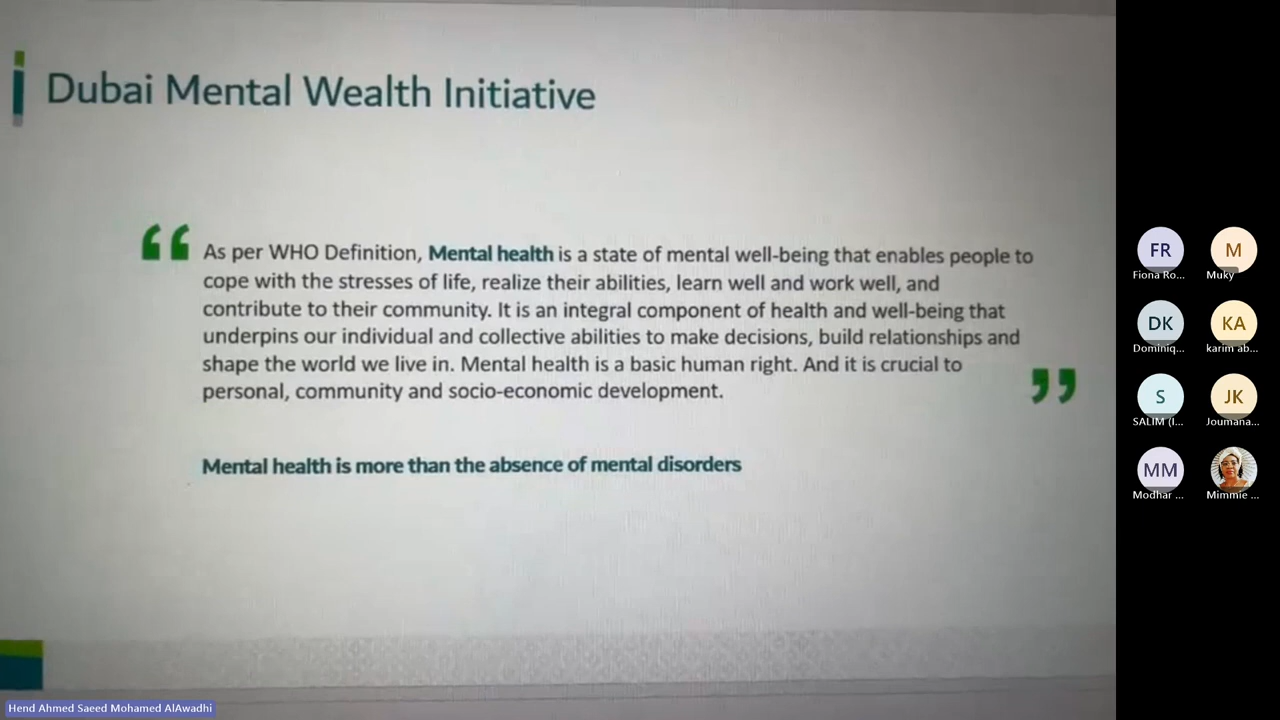 Dubai Mental Wealth Initiative
“ As per WHO Definition, Mental health is a state of mental well-being that enables people to
cope with the stresses of life, realize their abilities, learn well and work well, and
contribute to their community. It is an integral component of health and well-being that
underpins our individual and collective abilities to make decisions, build relationships and
shape the world we live in. Mental health is a basic human right. And it is crucial to
personal, community and socio-economic development. ”
Mental health is more than the absence of mental disorders
FR
Fiona Ro...
M
Muky
DK
Dominiq...
KA
karim ab...
S
SALIM (I...
JK
Joumana...
MM
Modhar ...
Mimmie ...
Hend Ahmed Saeed Mohamed AlAwadhi